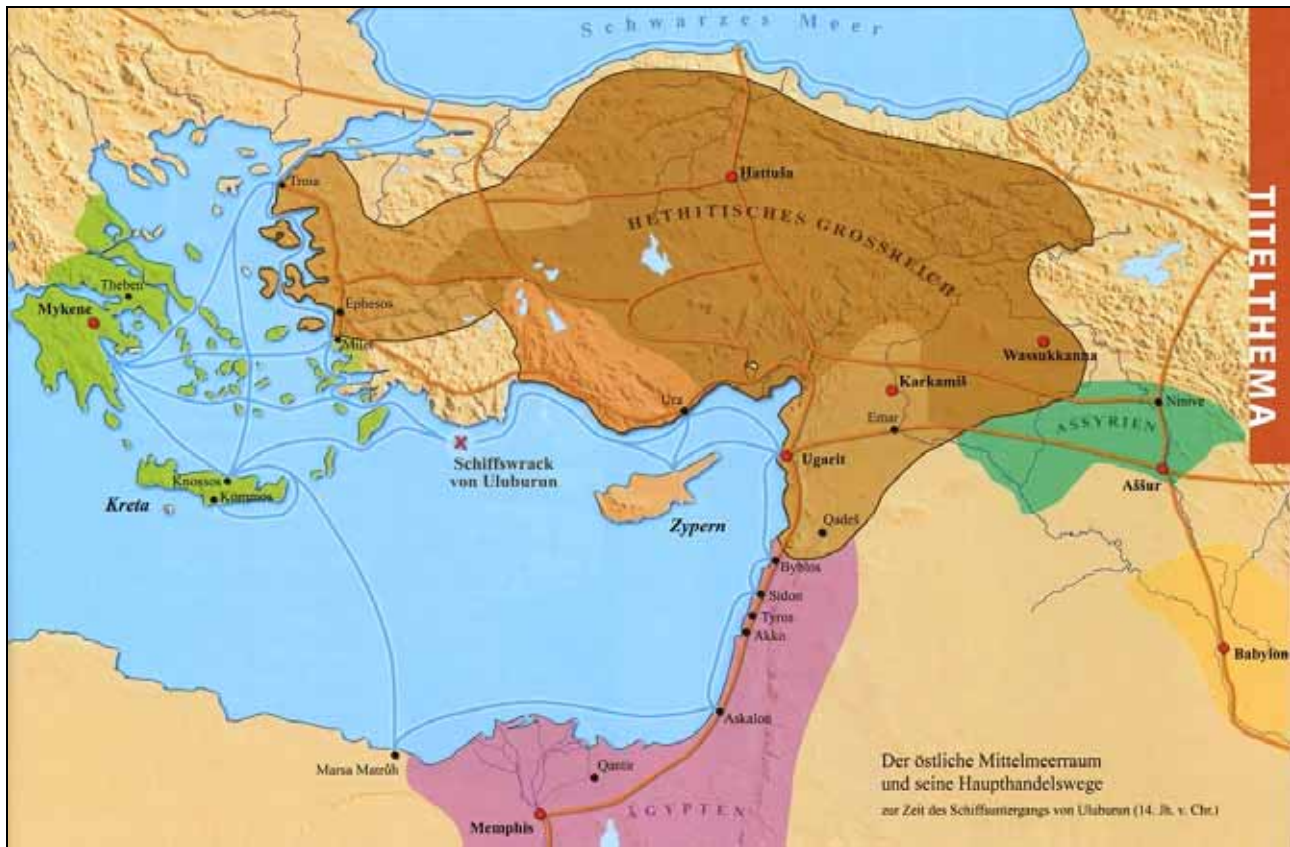 Schwarzes Meer
TITELTHEMA
Troia
Hattuša
HETHITISCHES GROSSREICH
Theben
Mykene
Ephesos
Milet
Wassukkanna
Karkamiš
Ninive
Ura
Emar
ASSYRIEN
Schiffswrack
von Uluburun
Ugarit
Aššur
Knossos
Kommos
Kreta
Zypern
Qadeš
Byblos
Sidon
Tyros
Akko
Babylon
Askalon
Marsa Matrûh
Qantir
ÄGYPTEN
Memphis
Der östliche Mittelmeerraum
und seine Haupthandelswege
zur Zeit des Schiffsuntergangs von Uluburun (14. Jh. v. Chr.)